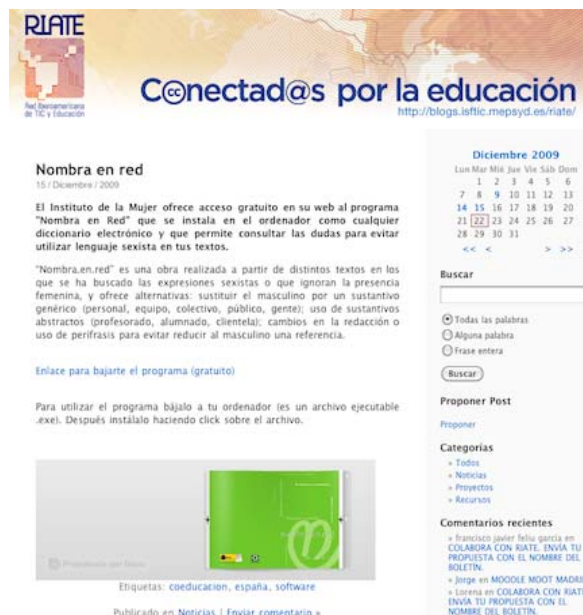 RIATE
Red Iberoamericana
de TIC y Educación
Conectad@s por la educación
http://blogs.isftic.mepsyd.es/riate/
Nombra en red
15 / Diciembre / 2009
El Instituto de la Mujer ofrece acceso gratuito en su web al programa
"Nombra en Red" que se instala en el ordenador como cualquier
diccionario electrónico y que permite consultar las dudas para evitar
utilizar lenguaje sexista en tus textos.
"Nombra.en.red" es una obra realizada a partir de distintos textos en los
que se ha buscado las expresiones sexistas o que ignoran la presencia
femenina, y ofrece alternativas: sustituir el masculino por un sustantivo
genérico (personal, equipo, colectivo, público, gente); uso de sustantivos
abstractos (profesorado, alumnado, clientela); cambios en la redacción o
uso de perífrasis para evitar reducir al masculino una referencia.
Enlace para bajarte el programa (gratuito)
Para utilizar el programa bájalo a tu ordenador (es un archivo ejecutable
.exe). Después instálalo haciendo click sobre el archivo.
Etiquetas: coeducacion, españa, software
Publicado en Noticias | Enviar comentario »
Diciembre 2009
Lun Mar Mié Jue Vie Sáb Dom
1 2 3 4 5 6
7 8 9 10 11 12 13
14 15 16 17 18 19 20
21 22 23 24 25 26 27
28 29 30 31
<< < > >>
Buscar
Todas las palabras
Alguna palabra
Frase entera
Buscar
Proponer Post
Proponer
Categorías
» Todos
» Noticias
» Proyectos
» Recursos
Comentarios recientes
» francisco javier feliu garcia en
COLABORA CON RIATE. ENVÍA TU
PROPUESTA CON EL NOMBRE DEL
BOLETÍN.
» Jorge en MOODLE MOOT MADRI
» Lorena en COLABORA CON RIAT
ENVÍA TU PROPUESTA CON EL
NOMBRE DEL BOLETÍN.